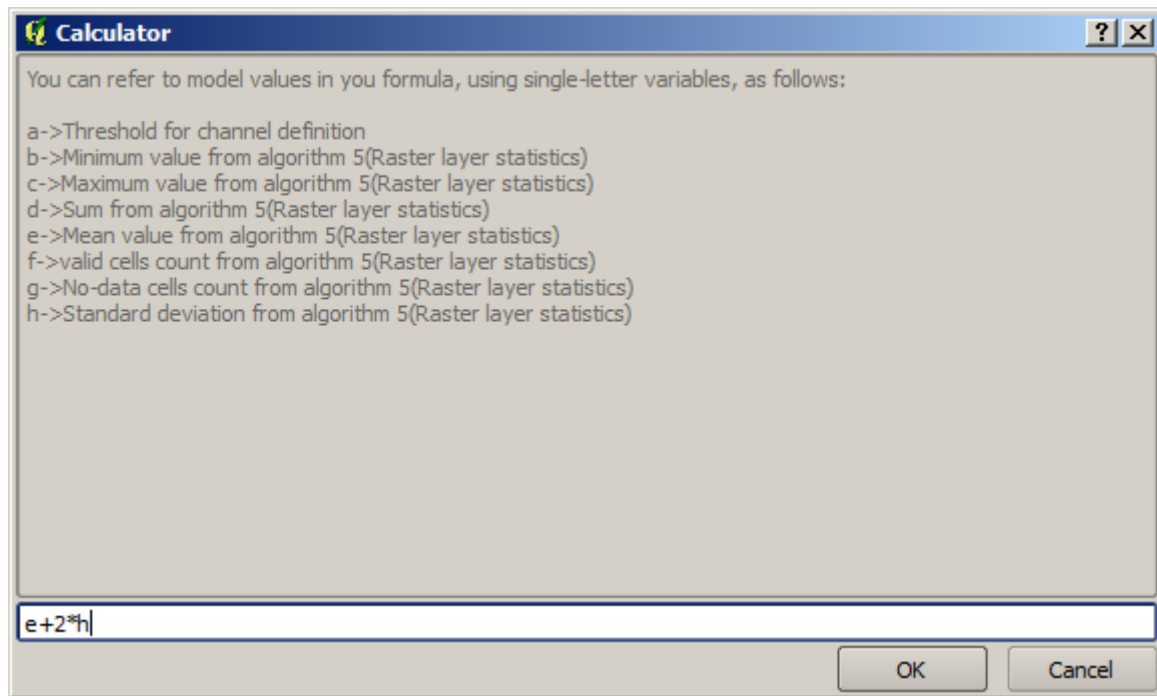 Calculator
You can refer to model values in you formula, using single-letter variables, as follows:
a->Threshold for channel definition
b->Minimum value from algorithm 5(Raster layer statistics)
c->Maximum value from algorithm 5(Raster layer statistics)
d->Sum from algorithm 5(Raster layer statistics)
e->Mean value from algorithm 5(Raster layer statistics)
f->valid cells count from algorithm 5(Raster layer statistics)
g->No-data cells count from algorithm 5(Raster layer statistics)
h->Standard deviation from algorithm 5(Raster layer statistics)
e+2*h
OK Cancel